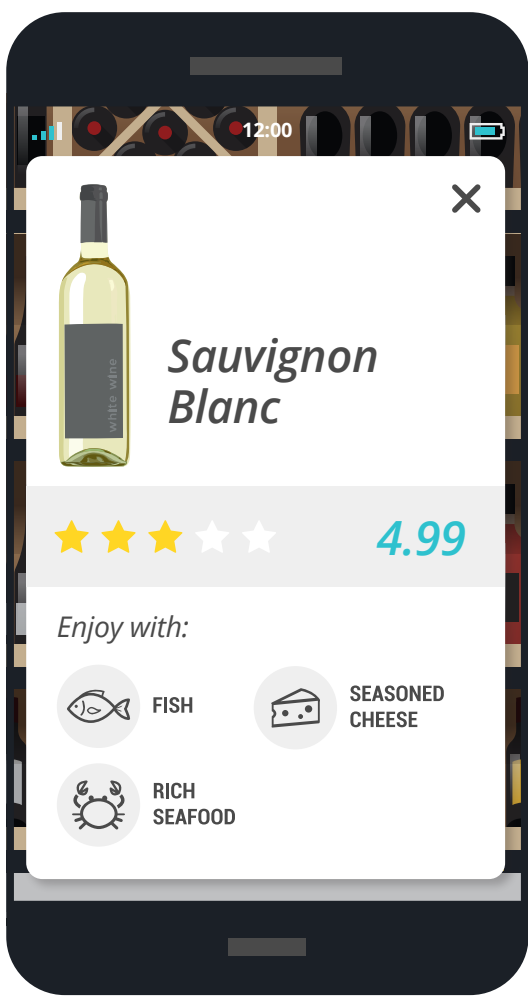 12:00
white wine
Sauvignon
Blanc
4.99
Enjoy with:
FISH
SEASONED
CHEESE
RICH
SEAFOOD